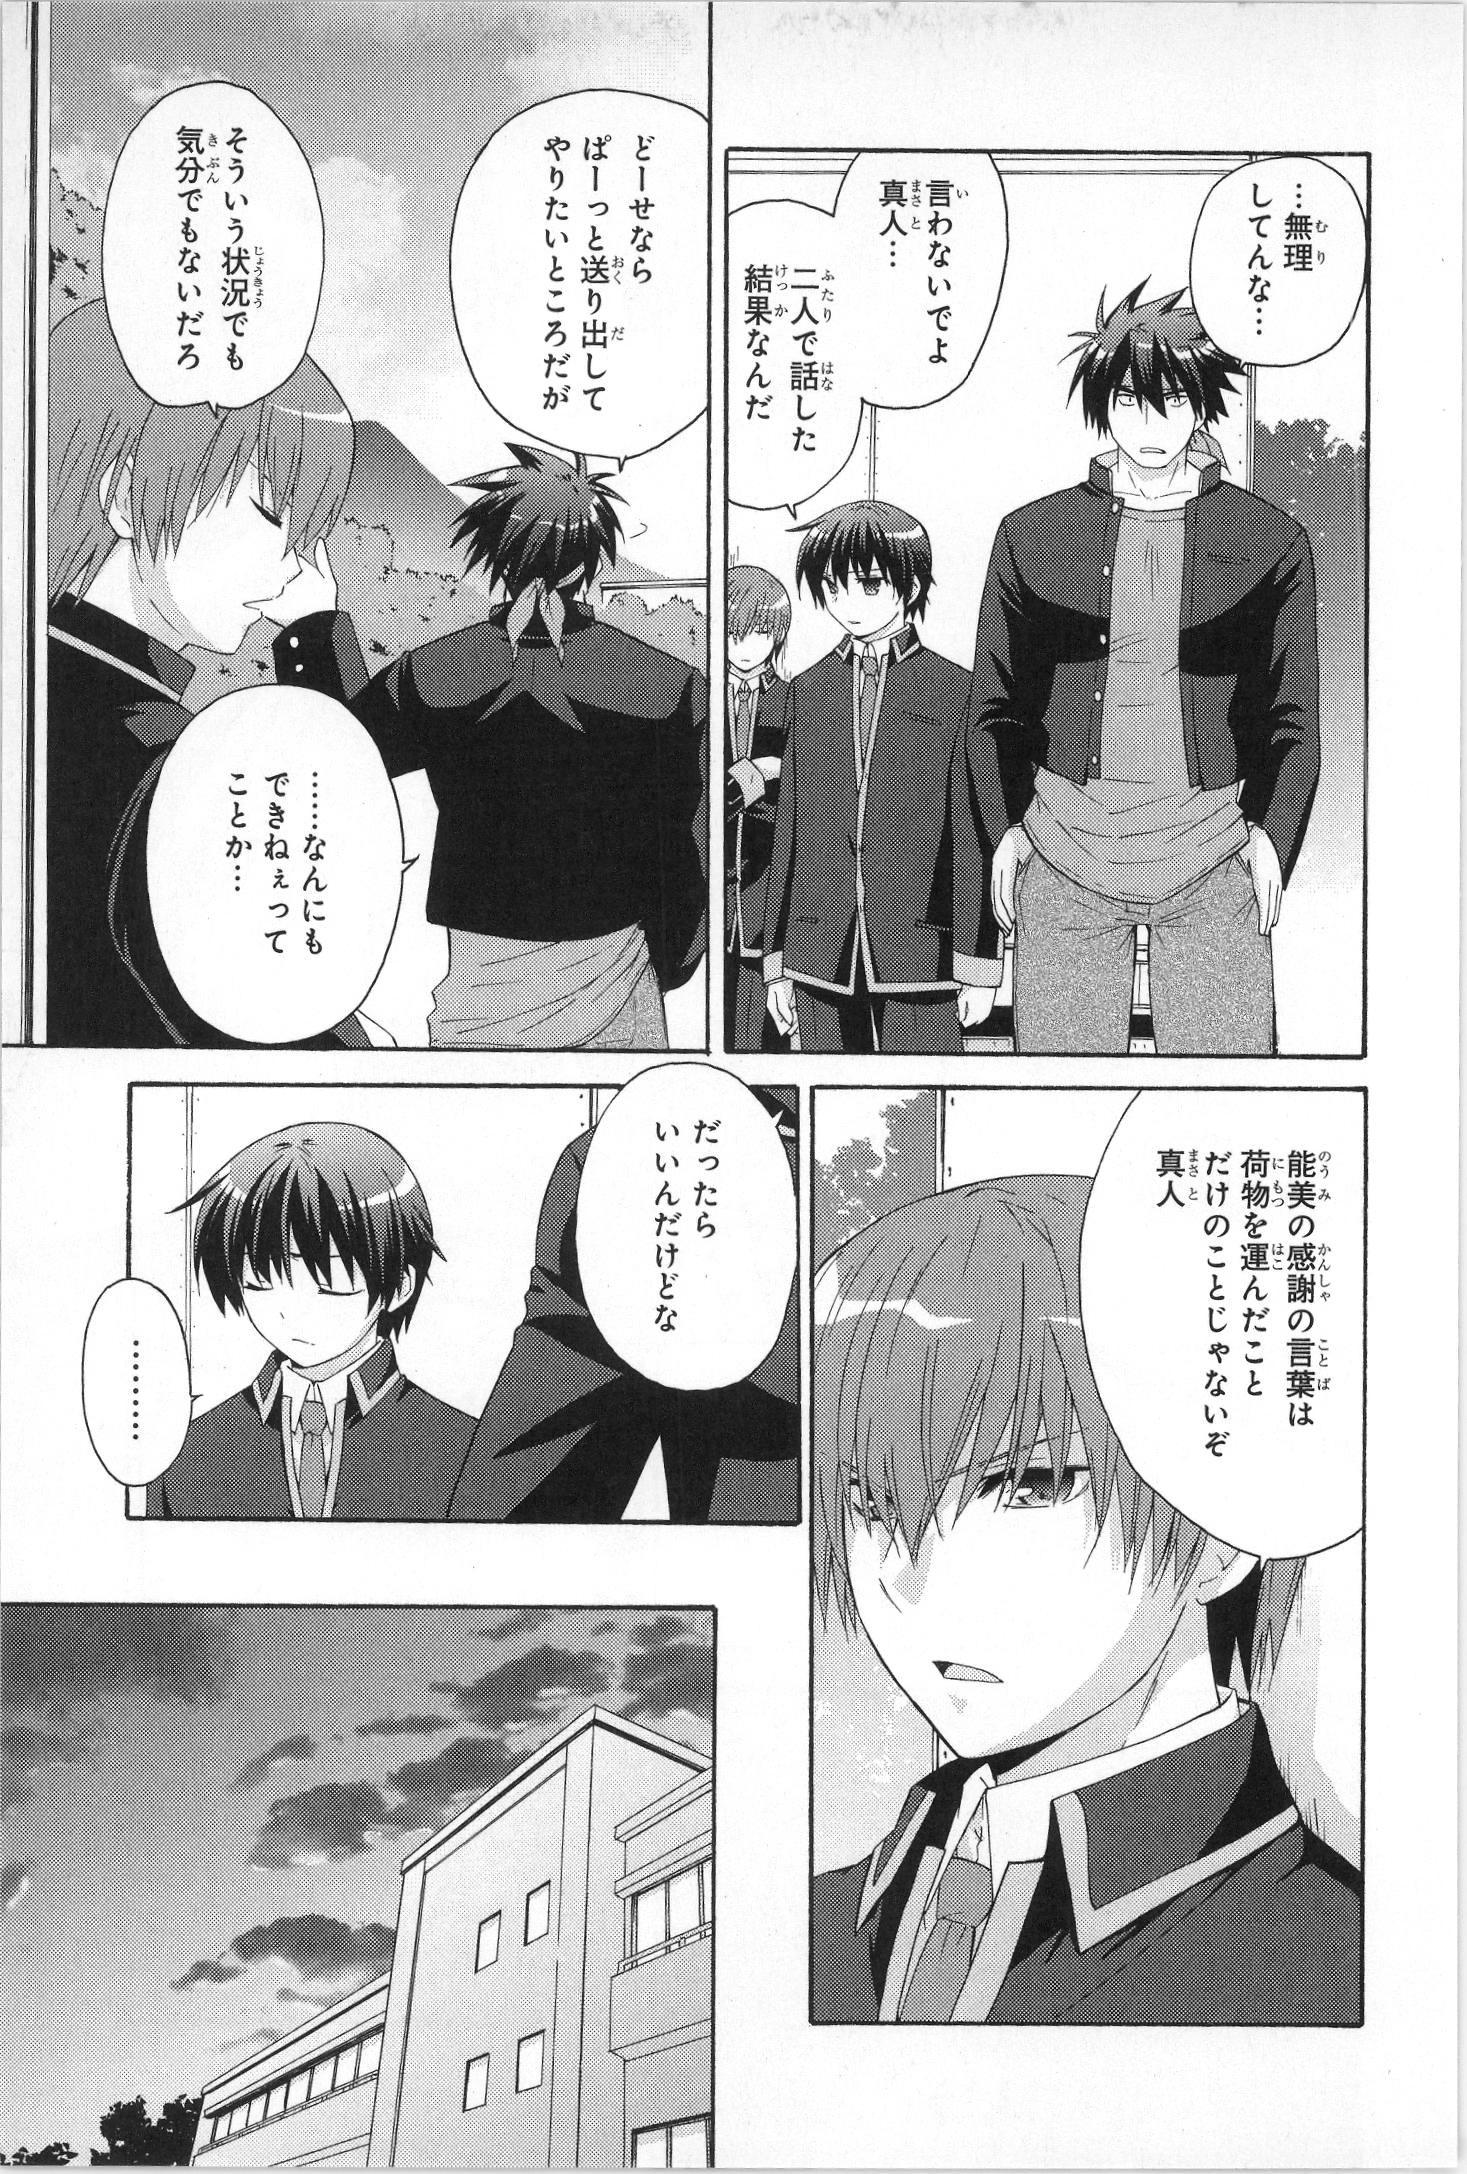 …無理
してんな…
言わないでよ
真人…
二人で話した
結果なんだ
どーせなら
ぱーっと送り出して
やりたいところだが
そういう状況でも
気分でもないだろ
……なんにも
できねぇって
ことか…
能美の感謝の言葉は
荷物を運んだこと
だけのことじゃないぞ
真人
だったら
いいんだけどな
………